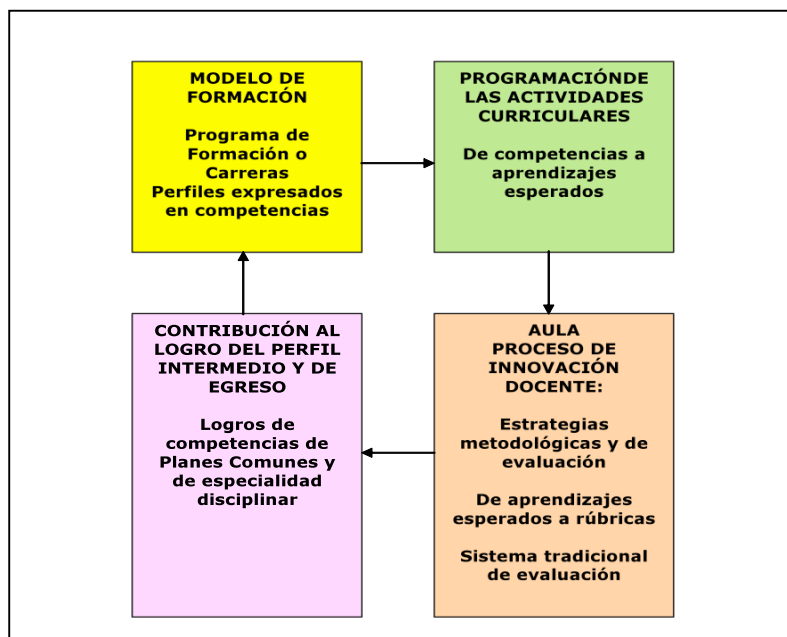 MODELO DE
FORMACIÓN
Programa de
Formación o
Carreras
Perfiles expresados
en competencias
PROGRAMACIÓNDE
LAS ACTIVIDADES
CURRICULARES
De competencias a
aprendizajes
esperados
CONTRIBUCIÓN AL
LOGRO DEL PERFIL
INTERMEDIO Y DE
EGRESO
Logros de
competencias de
Planes Comunes y
de especialidad
disciplinar
AULA
PROCESO DE
INNOVACIÓN
DOCENTE:
Estrategias
metodológicas y de
evaluación
De aprendizajes
esperados a rúbricas
Sistema tradicional
de evaluación